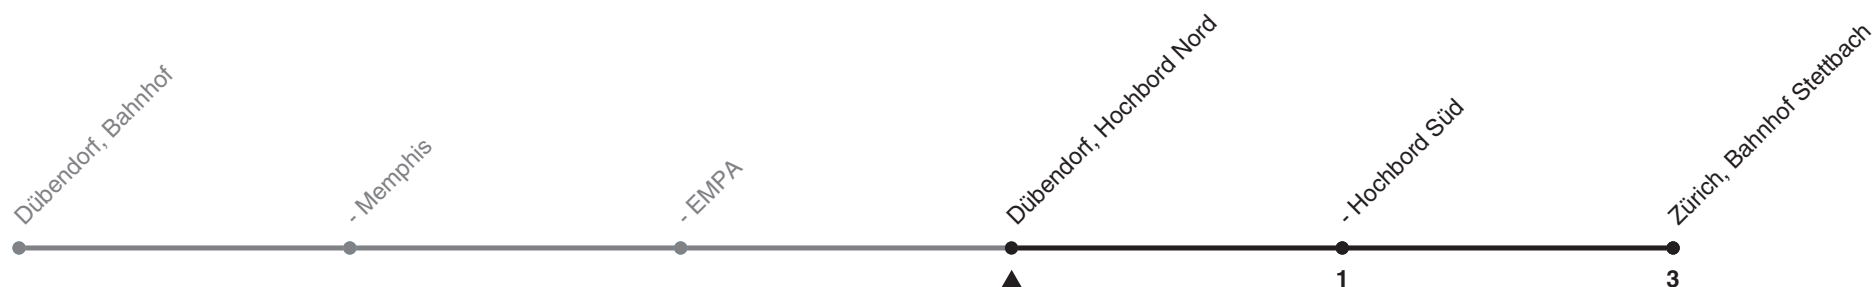 Dübendorf, Bahnhof
- Memphis
- EMPA
Dübendorf, Hochbord Nord
- Hochbord Süd
Zürich, Bahnhof Stettbach
1
3